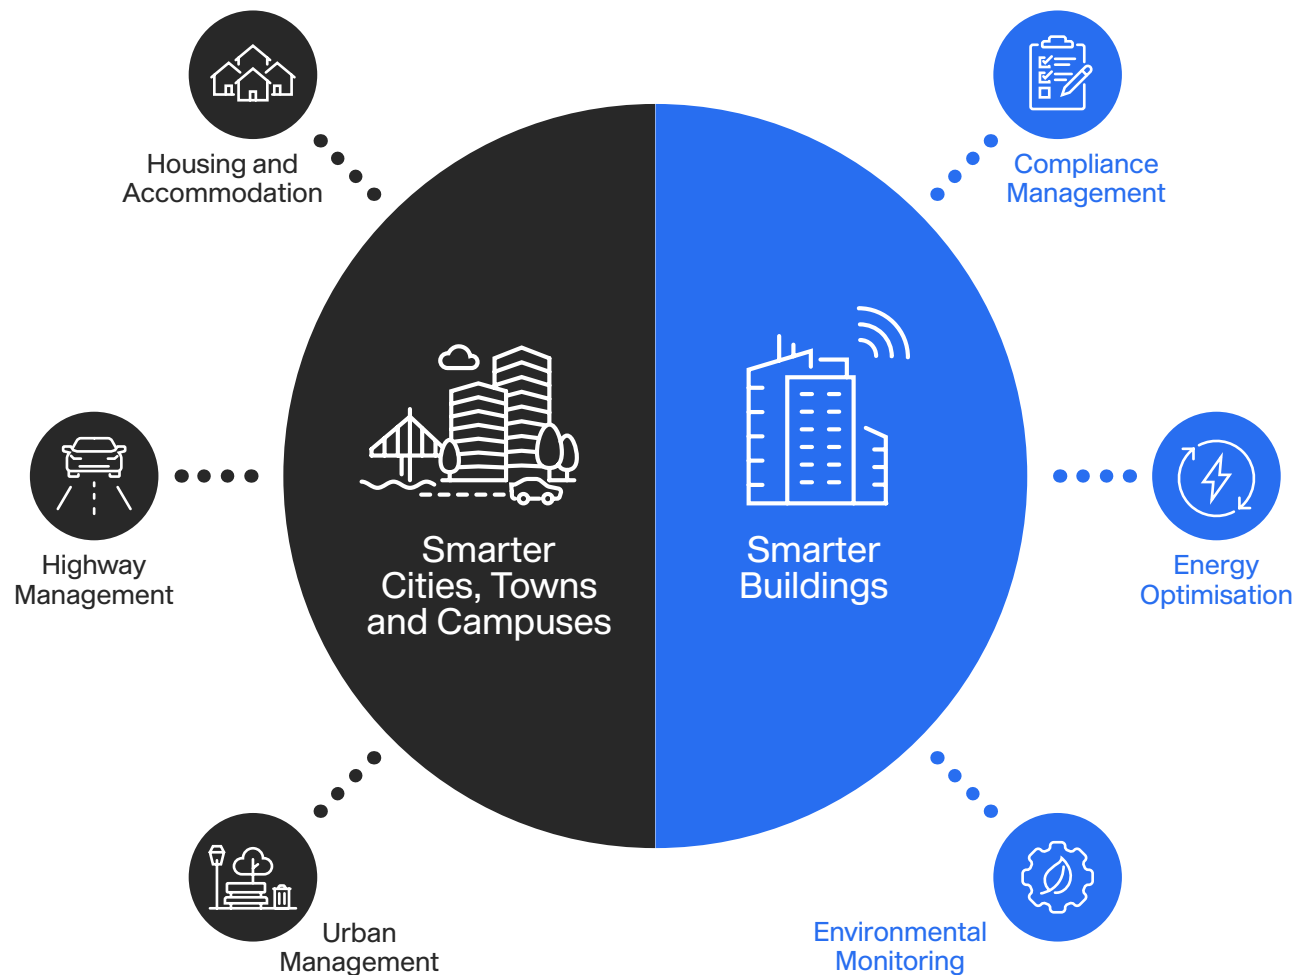 Housing and
Accommodation
Compliance
Management
Highway
Management
Smarter
Cities, Towns
and Campuses
Smarter
Buildings
Energy
Optimisation
Urban
Management
Environmental
Monitoring